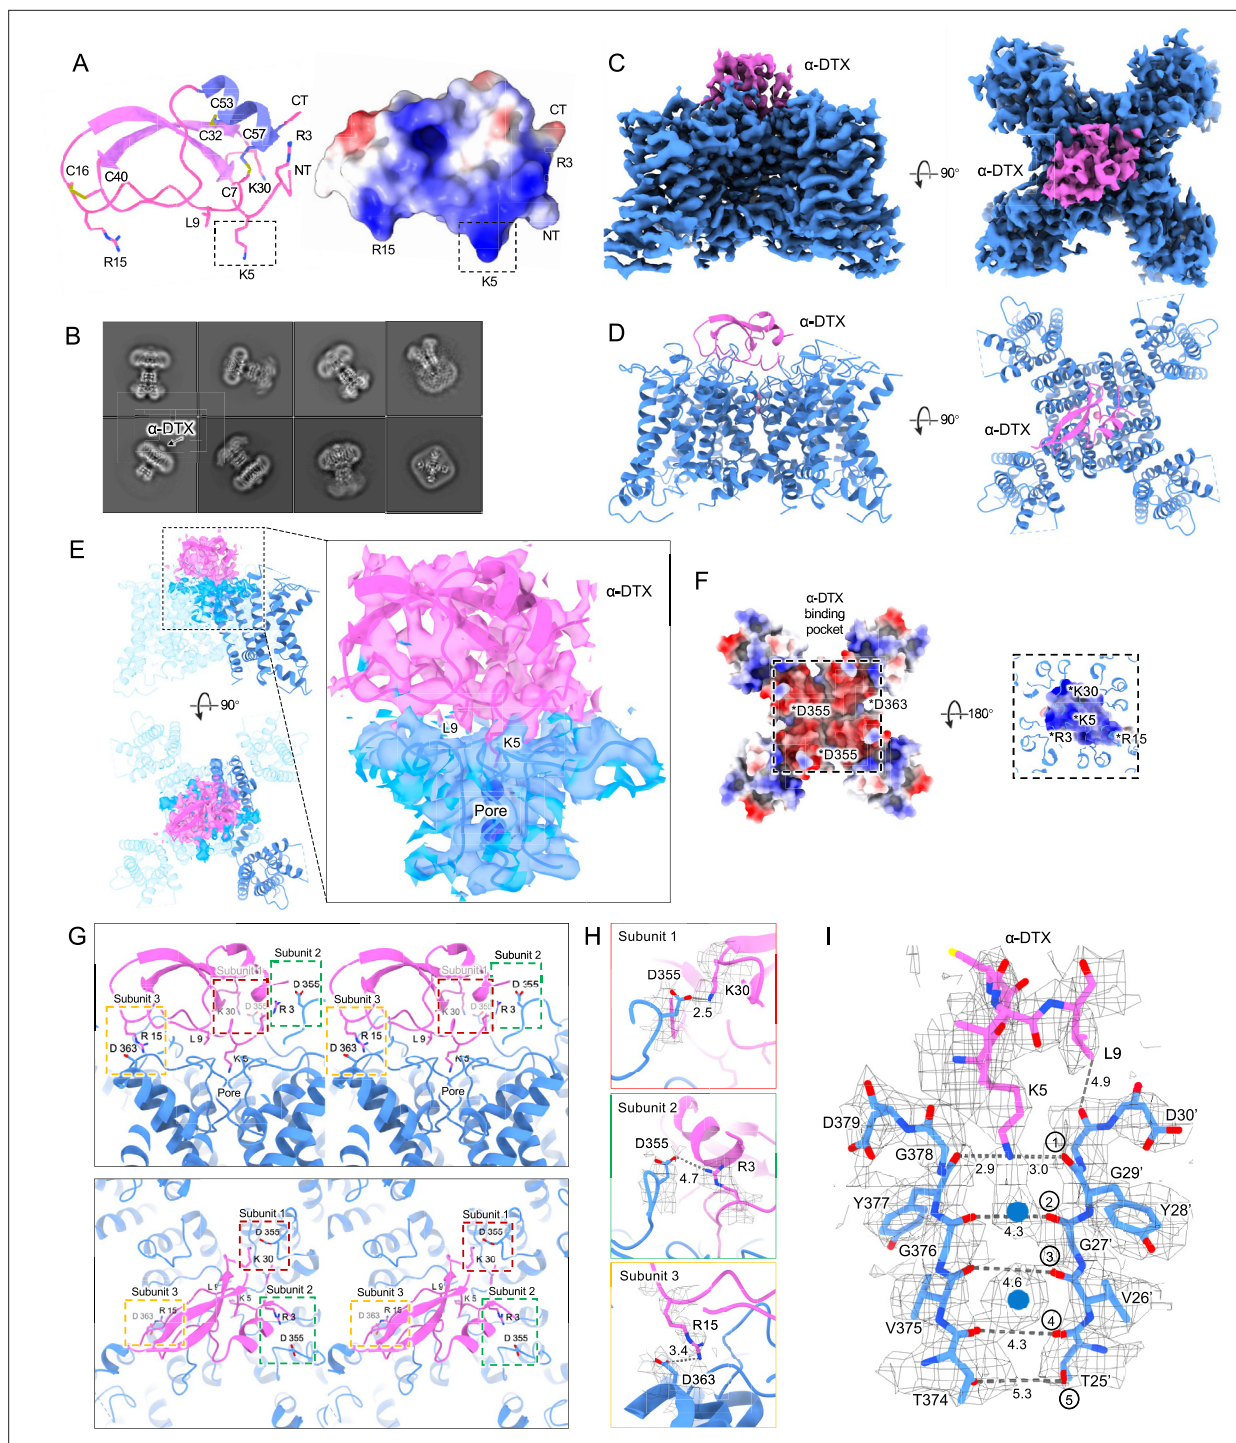 A
C53
C32
C57
CT
R3
NT
C16
C40
C7
K30
L9
R15
K5
CT
R3
NT
R15
K5
B
α-DTX
C
α-DTX
90°
α-DTX
D
α-DTX
90°
α-DTX
E
90°
α-DTX
L9
K5
Pore
F
α-DTX
binding
pocket
*D355
*D363
*D355
180°
*K30
*K5
*R3
*R15
G
Subunit 1
Subunit 2
Subunit 3
D 355
D 355
K 30
R 3
R 15
L 9
D 363
K 5
Pore
Subunit 1
Subunit 2
Subunit 3
D 355
D 355
K 30
R 3
R 15
L 9
D 363
K 5
Pore
Subunit 1
D 355
K 30
Subunit 3
L 9
K 5
Subunit 2
R 15
D 363
R 3
D 355
Subunit 1
D 355
K 30
Subunit 3
L 9
K 5
Subunit 2
R 15
D 363
R 3
D 355
H
Subunit 1
D355
K30
2.5
Subunit 2
D355
R3
4.7
Subunit 3
R15
3.4
D363
I
α-DTX
L9
K5
4.9
D379
D30'
G378
1
2.9
3.0
G29'
Y377
2
Y28'
4.3
G376
3
G27'
4.6
V26'
V375
4
4.3
T25'
T374
5.3
5